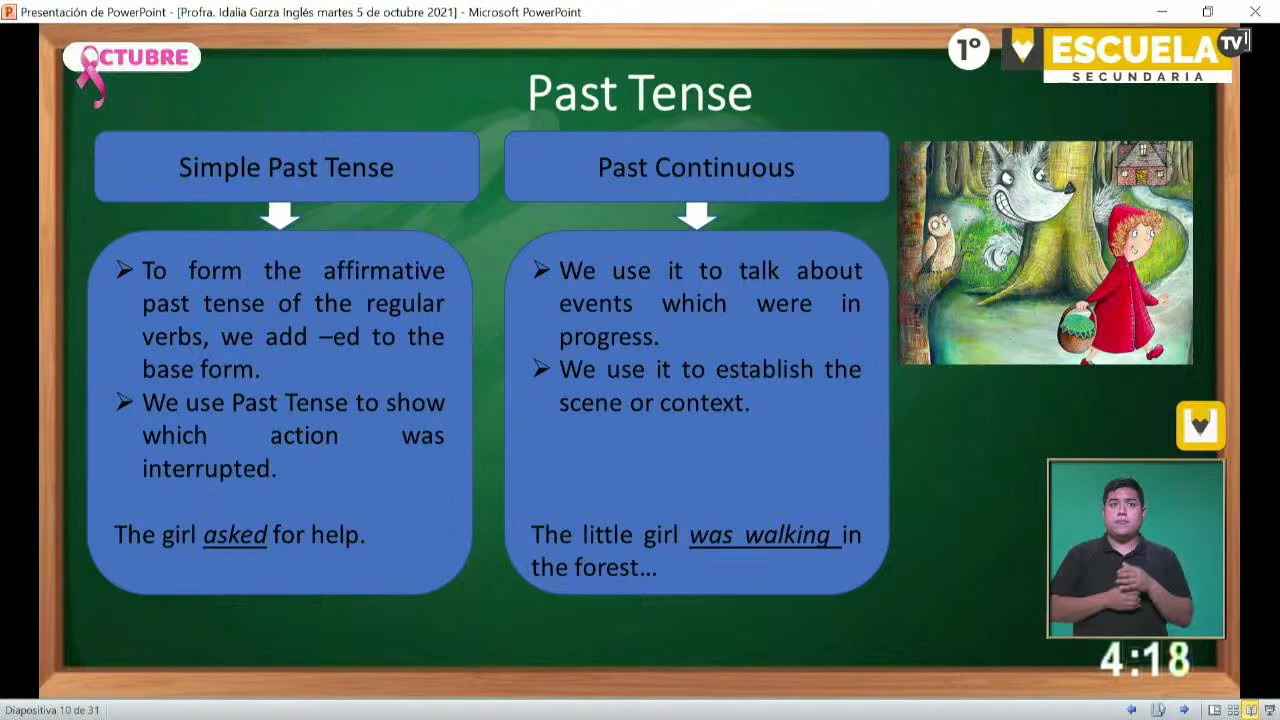 Presentación de PowerPoint - [Profra. Idalia Garza Inglés martes 5 de octubre 2021] - Microsoft PowerPoint
OCTUBRE
1º
ESCUELA TV
SECUNDARIA
Past Tense
Simple Past Tense
➢ To form the affirmative
past tense of the regular
verbs, we add –ed to the
base form.
➢ We use Past Tense to show
which action was
interrupted.
The girl asked for help.
Past Continuous
➢ We use it to talk about
events which were in
progress.
➢ We use it to establish the
scene or context.
The little girl was walking in
the forest...
4:18
Diapositiva 10 de 31